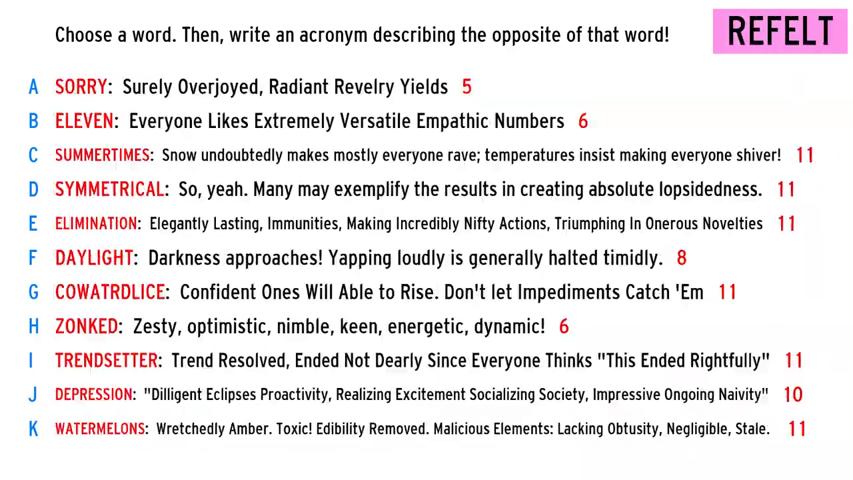 Choose a word. Then, write an acronym describing the opposite of that word!
REFELT
A SORRY: Surely Overjoyed, Radiant Revelry Yields 5
B ELEVEN: Everyone Likes Extremely Versatile Empathic Numbers 6
C SUMMERTIMES: Snow undoubtedly makes mostly everyone rave; temperatures insist making everyone shiver! 11
D SYMMETRICAL: So, yeah. Many may exemplify the results in creating absolute lopsidedness. 11
E ELIMINATION: Elegantly Lasting, Immunities, Making Incredibly Nifty Actions, Triumphing In Onerous Novelties 11
F DAYLIGHT: Darkness approaches! Yapping loudly is generally halted timidly. 8
G COWATRDLICE: Confident Ones Will Able to Rise. Don't let Impediments Catch 'Em 11
H ZONKED: Zesty, optimistic, nimble, keen, energetic, dynamic! 6
I TRENDSETTER: Trend Resolved, Ended Not Dearly Since Everyone Thinks "This Ended Rightfully" 11
J DEPRESSION: "Dilligent Eclipses Proactivity, Realizing Excitement Socializing Society, Impressive Ongoing Naivity" 10
K WATERMELONS: Wretchedly Amber. Toxic! Edibility Removed. Malicious Elements: Lacking Obtusity, Negligible, Stale. 11